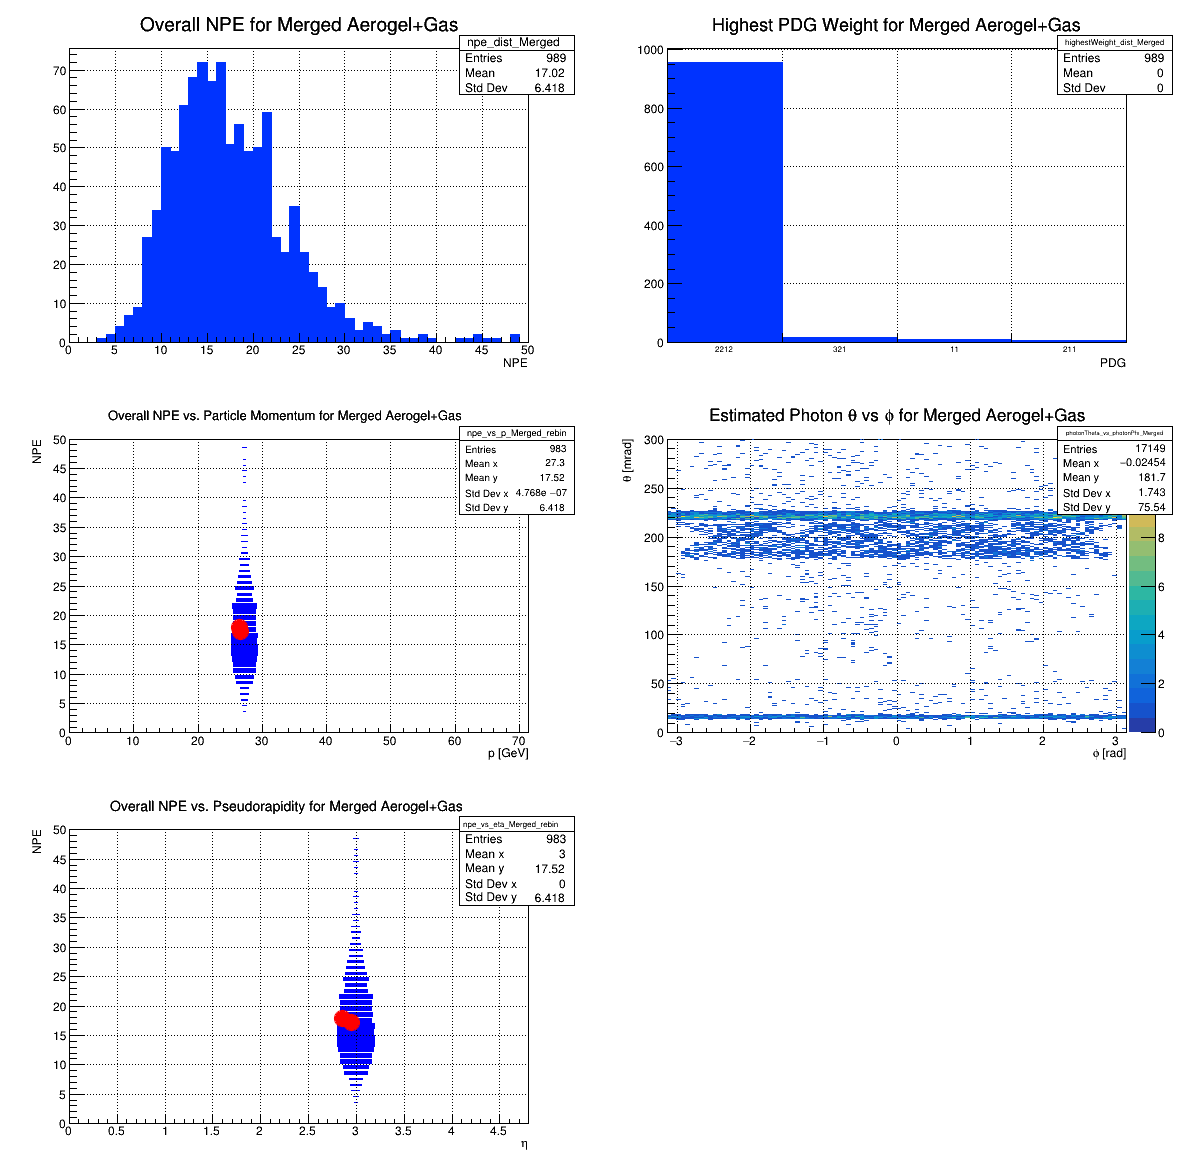 Overall NPE for Merged Aerogel+Gas
npe_dist_Merged
Entries 989
Mean 17.02
Std Dev 6.418
70
60
50
40
30
20
10
0
0 5 10 15 20 25 30 35 40 45 50
NPE
Highest PDG Weight for Merged Aerogel+Gas
highestWeight_dist_Merged
Entries 989
Mean 0
Std Dev 0
1000
800
600
400
200
0
2212 321 11 211
PDG
Overall NPE vs. Particle Momentum for Merged Aerogel+Gas
npe_vs_p_Merged_rebin
Entries 983
Mean x 27.3
Mean y 17.52
Std Dev x 4.768e −07
Std Dev y 6.418
NPE
50
45
40
35
30
25
20
15
10
5
0
0 10 20 30 40 50 60 70
p [GeV]
Estimated Photon θ vs ϕ for Merged Aerogel+Gas
photonTheta_vs_photonPhi_Merged
Entries 17149
Mean x −0.02454
Mean y 181.7
Std Dev x 1.743
Std Dev y 75.54
θ [mrad]
300
250
200
150
100
50
0
−3 −2 −1 0 1 2 3
ϕ [rad]
8
6
4
2
0
Overall NPE vs. Pseudorapidity for Merged Aerogel+Gas
npe_vs_eta_Merged_rebin
Entries 983
Mean x 3
Mean y 17.52
Std Dev x 0
Std Dev y 6.418
NPE
50
45
40
35
30
25
20
15
10
5
0
0 0.5 1 1.5 2 2.5 3 3.5 4 4.5
η